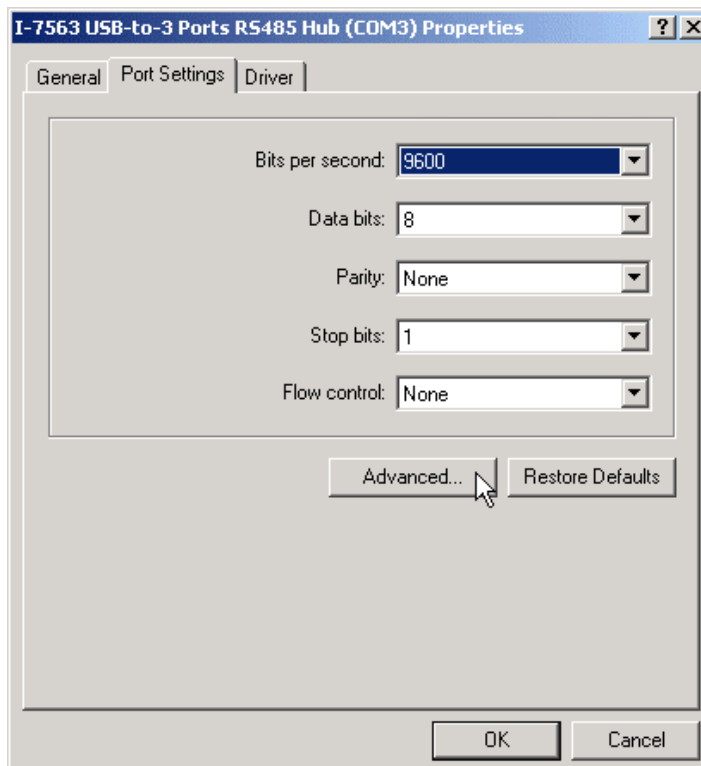 I-7563 USB-to-3 Ports RS485 Hub (COM3) Properties
General Port Settings Driver
Bits per second: 9600
Data bits: 8
Parity: None
Stop bits: 1
Flow control: None
Advanced... Restore Defaults
OK Cancel